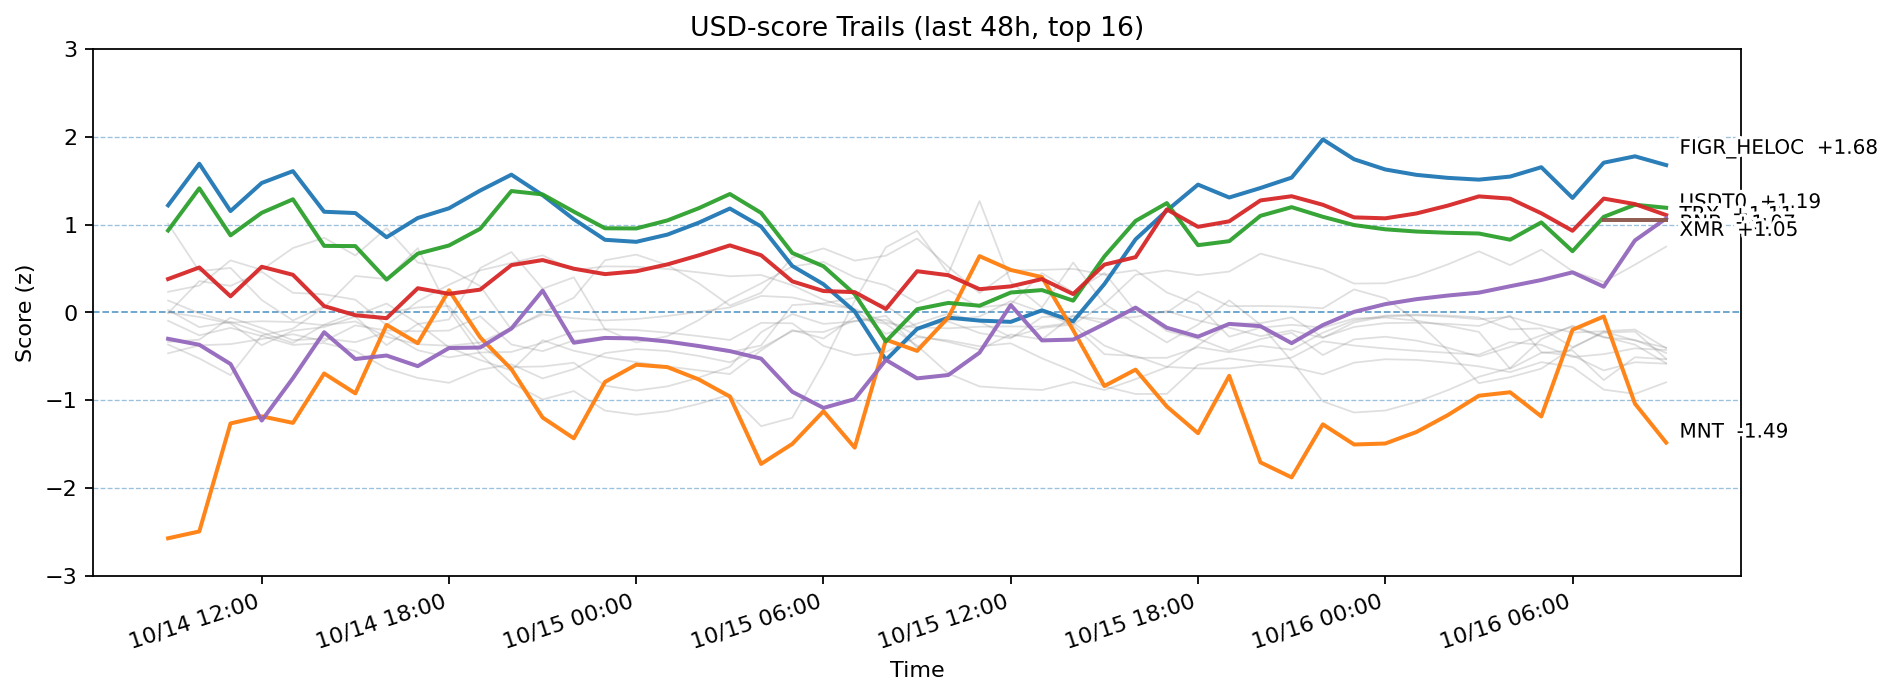 USD-score Trails (last 48h, top 16)
Score (z)
3
2
1
0
−1
−2
−3
FIGR_HELOC +1.68
USDT0 +1.19
XMR +1.05
MNT -1.49
10/14 12:00
10/14 18:00
10/15 00:00
10/15 06:00
10/15 12:00
10/15 18:00
10/16 00:00
10/16 06:00
Time